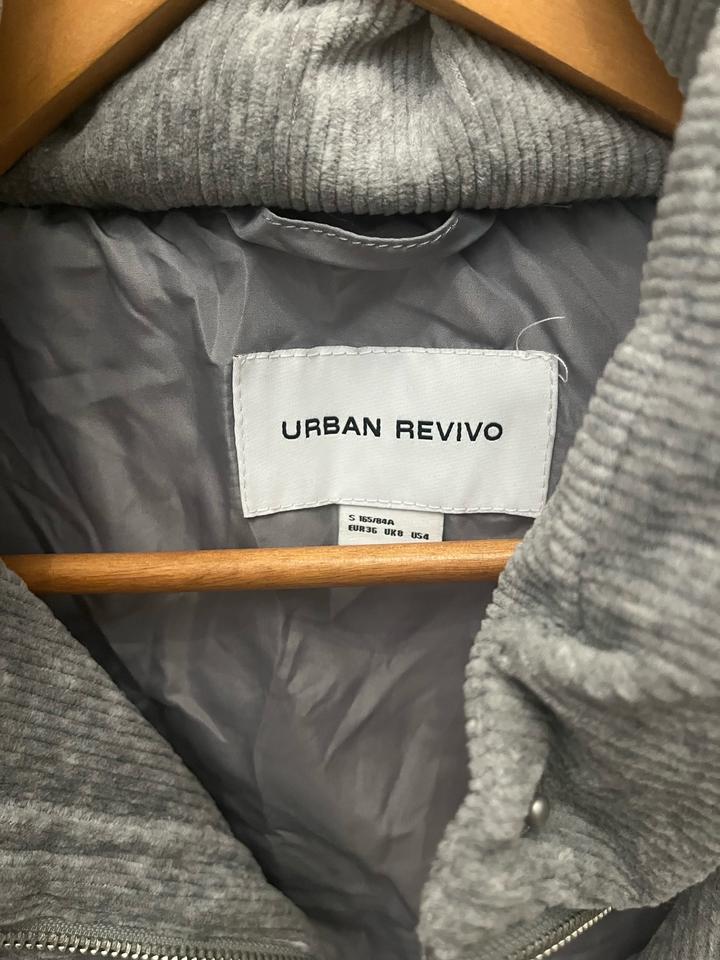 URBAN REVIVO
S 165/84A
EUR36 UK8 US4